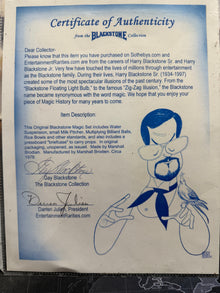 Certificate of Authenticity
from the BLACKSTONE Collection
Dear Collector-
Please know that this item you have purchased on Sothebys.com and
EntertainmentRarities.com are from the careers of Harry Blackstone Sr. and Harry
Blackstone Jr. Very few have touched the lives of millions through entertainment
as the Blackstone family. During their lives, Harry Blackstone Sr. (1934-1997)
created some of the most popular illusions of the past century. From the
"Blackstone Floating Light Bulb," to the famous "Zig-Zag Illusion," the Blackstone
name became synonymous with the word magic. We hope that you enjoy your
piece of Magic History for many years to come.
Item Description:
This Original Blackstone Magic Set includes Water
Suspension, small Milk Pitcher, Multiplying Billiard Balls,
Rice Bowls and other standards, and also includes a
pressboard "briefcase" to carry props. In original
packaging, unopened, as issued. Made by Marshall
Brodian. Manufactured by Marshall Brodien. Circa
1978
Gay Blackstone
The Blackstone Collection
Darren Julien, President
EntertainmentRarities.com